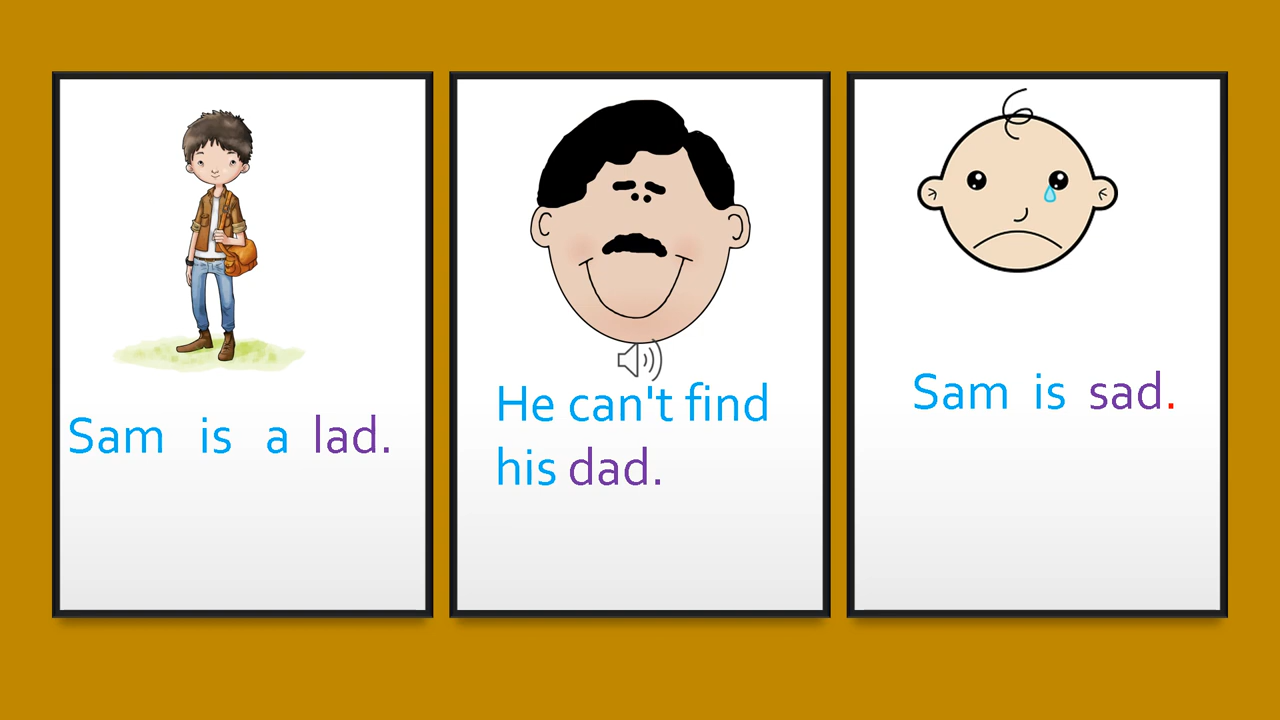 Sam is a lad.
He can't find
his dad.
Sam is sad.